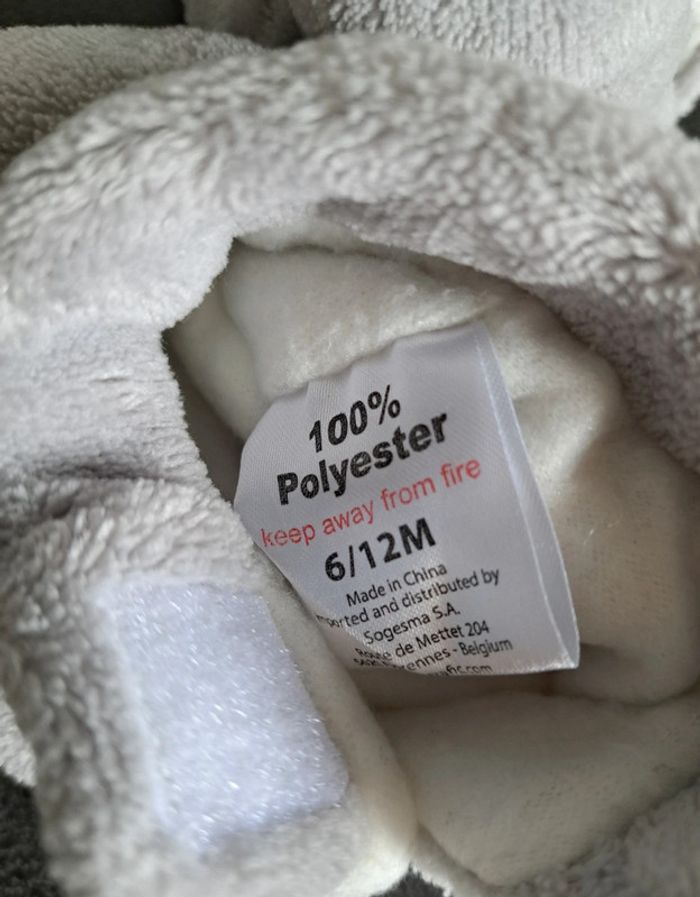 100%
Polyester
keep away from fire
6/12M
Made in China
and distributed by
Sogesma S.A.
de Mettet 204
- Belgium